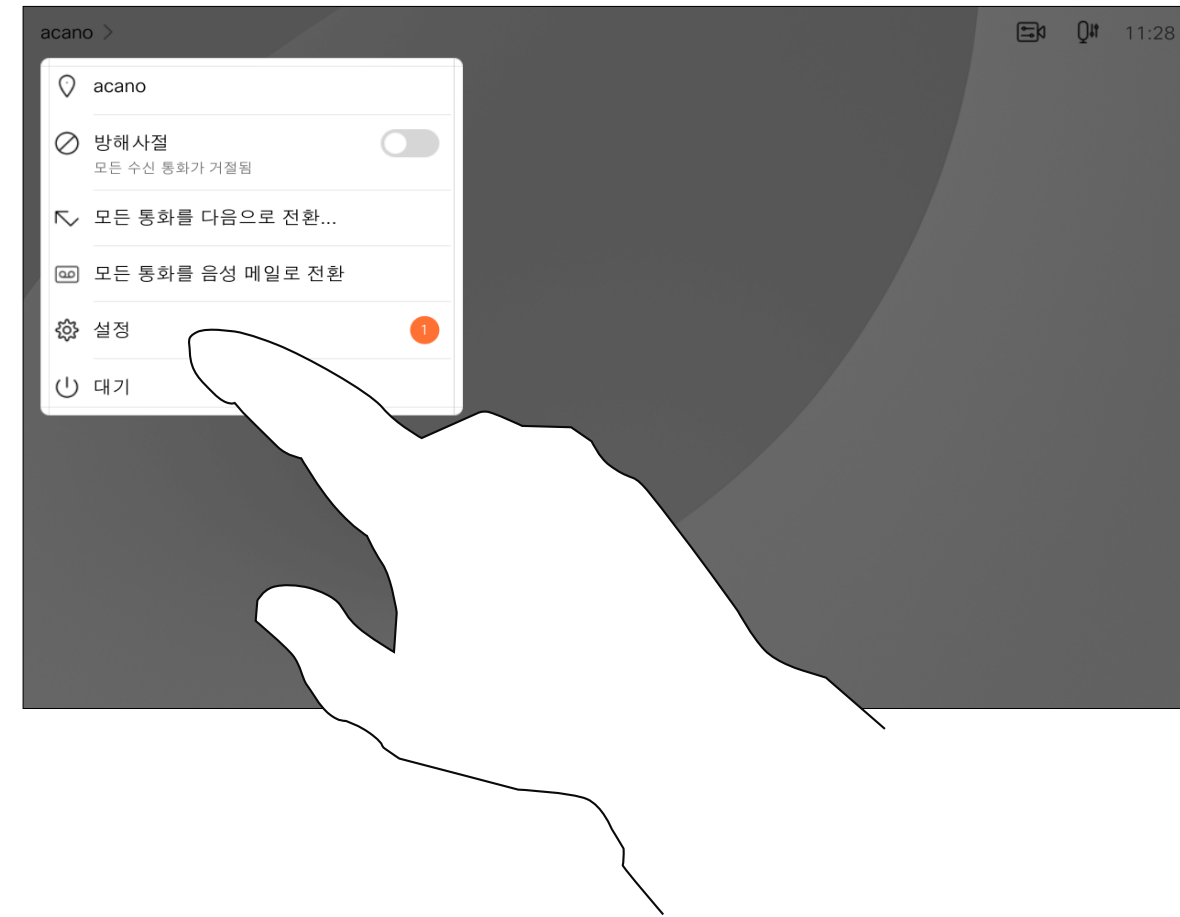 acano >
11:28
acano
방해사절
모든 수신 통화가 거절됨
모든 통화를 다음으로 전환...
모든 통화를 음성 메일로 전환
설정
1
대기